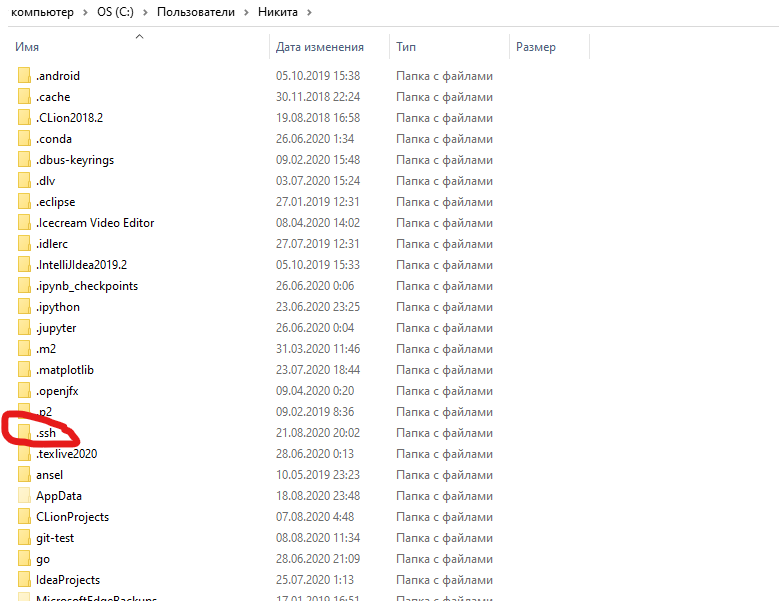 компьютер › OS (C:) › Пользователи › Никита ›
Имя Дата изменения Тип Размер
.android 05.10.2019 15:38 Папка с файлами
.cache 30.11.2018 22:24 Папка с файлами
.CLion2018.2 19.08.2018 16:58 Папка с файлами
.conda 26.06.2020 1:34 Папка с файлами
.dbus-keyrings 09.02.2020 15:48 Папка с файлами
.dlv 03.07.2020 15:24 Папка с файлами
.eclipse 27.01.2019 12:31 Папка с файлами
.Icecream Video Editor 08.04.2020 14:02 Папка с файлами
.idlerc 27.07.2019 12:31 Папка с файлами
.IntelliJIdea2019.2 05.10.2019 15:33 Папка с файлами
.ipynb_checkpoints 26.06.2020 0:06 Папка с файлами
.ipython 23.06.2020 23:25 Папка с файлами
.jupyter 26.06.2020 0:04 Папка с файлами
.m2 31.03.2020 11:46 Папка с файлами
.matplotlib 23.07.2020 18:44 Папка с файлами
.openjfx 09.04.2020 0:20 Папка с файлами
.p2 09.02.2019 8:36 Папка с файлами
.ssh 21.08.2020 20:02 Папка с файлами
.texlive2020 28.06.2020 0:13 Папка с файлами
ansel 10.05.2019 23:23 Папка с файлами
AppData 18.08.2020 23:48 Папка с файлами
CLionProjects 07.08.2020 4:48 Папка с файлами
git-test 08.08.2020 11:34 Папка с файлами
go 28.06.2020 21:09 Папка с файлами
IdeaProjects 25.07.2020 1:13 Папка с файлами
MicrosoftEdgeBackups 17.01.2019 16:51 Папка с файлами